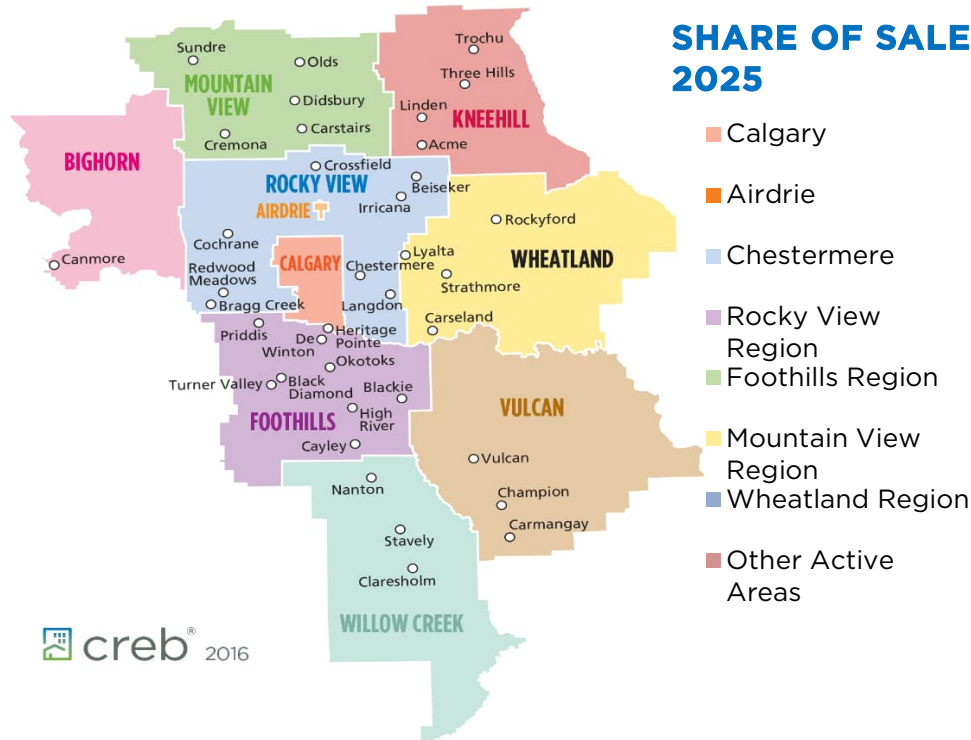 SHARE OF SALE
2025
Calgary
Airdrie
Chestermere
Rocky View
Region
Foothills Region
Mountain View
Region
Wheatland Region
Other Active
Areas
Sundre
Olds
MOUNTAIN
VIEW
Didsbury
Carstairs
Cremona
Trochu
Three Hills
Linden
KNEEHILL
Acme
BIGHORN
Canmore
Crossfield
ROCKY VIEW
Beiseker
Irricana
AIRDRIE
Cochrane
CALGARY
Redwood
Meadows
Bragg Creek
Chestermere
Langdon
Rockyford
Lyalta
WHEATLAND
Strathmore
Carseland
Priddis
De
Winton
Heritage
Pointe
Okotoks
Turner Valley
Black
Diamond
Blackie
FOOTHILLS
High
River
Cayley
VULCAN
Vulcan
Champion
Carmangay
Nanton
Stavely
Claresholm
WILLOW CREEK
creb® 2016